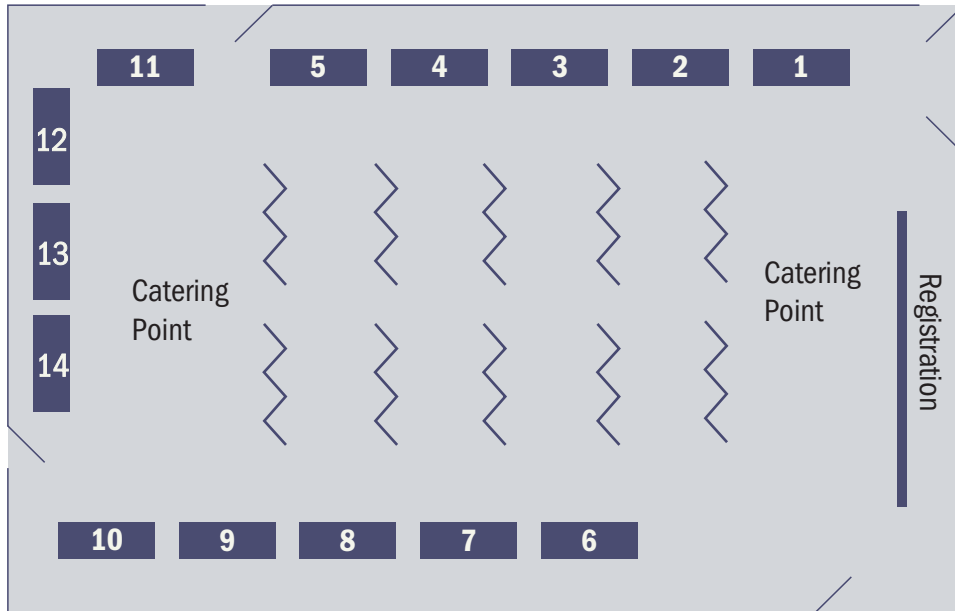 11
5
4
3
2
1
12
13
14
Catering
Point
Catering
Point
Registration
10
9
8
7
6